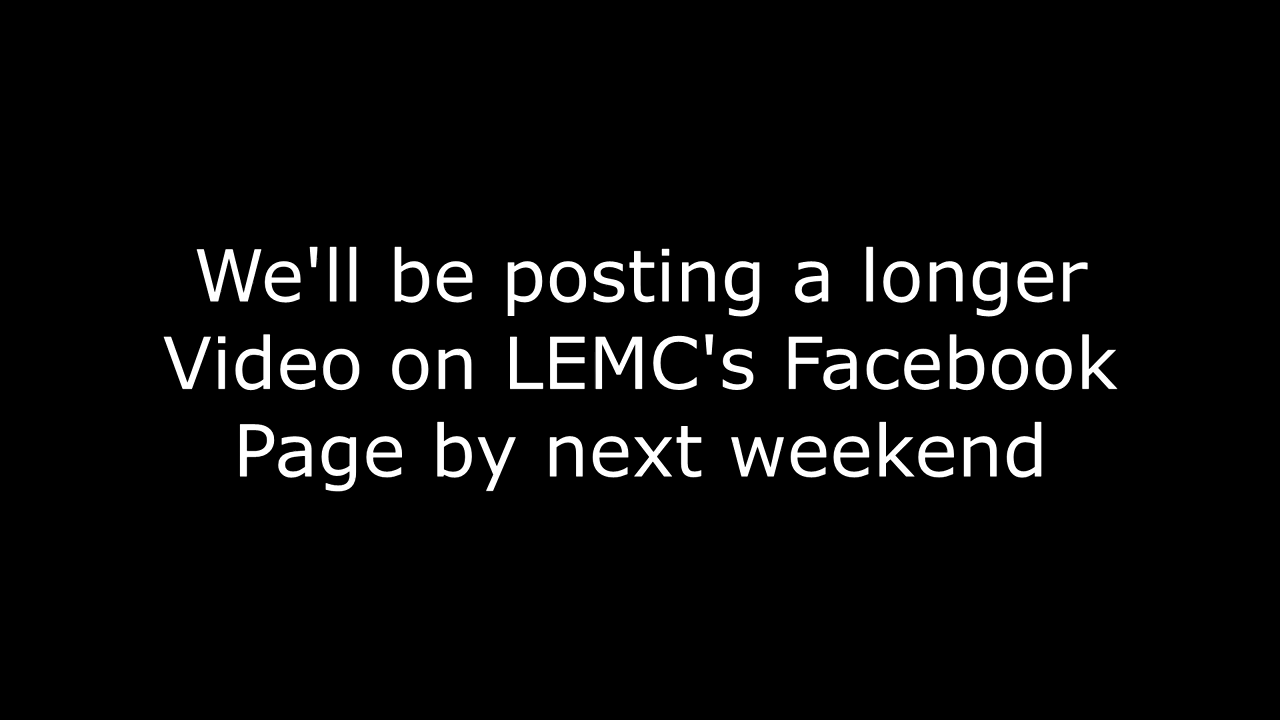 We'll be posting a longer
Video on LEMC's Facebook
Page by next weekend